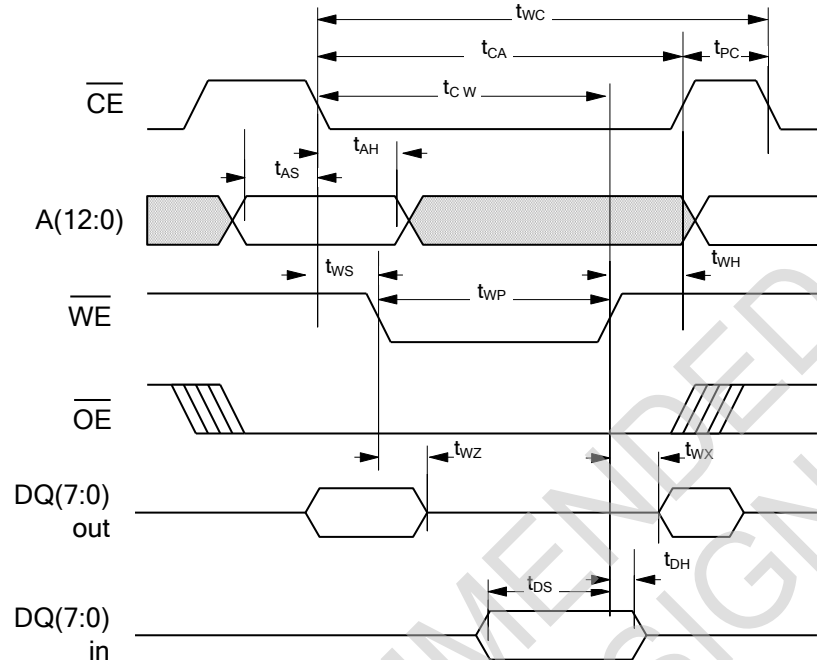 tWC
tCA
tPC
CE
tC W
tAH
tAS
A(12:0)
tWS
tWH
WE
tWP
OE
tWZ
tWX
DQ(7:0)
out
tDH
tDS
DQ(7:0)
in